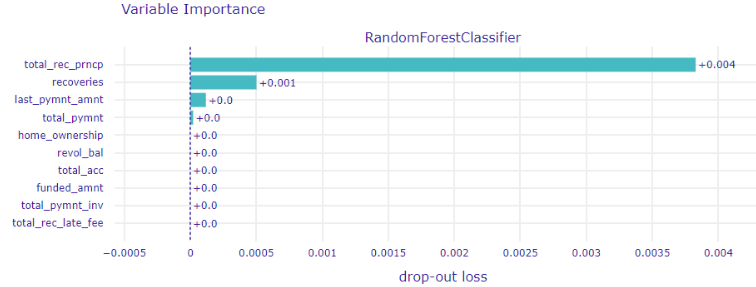 Variable Importance
RandomForestClassifier
total_rec_prncp +0.004
recoveries +0.001
last_pymnt_amnt +0.0
total_pymnt +0.0
home_ownership +0.0
revol_bal +0.0
total_acc +0.0
funded_amnt +0.0
total_pymnt_inv +0.0
total_rec_late_fee +0.0
−0.0005 0 0.0005 0.001 0.0015 0.002 0.0025 0.003 0.0035 0.004
drop-out loss